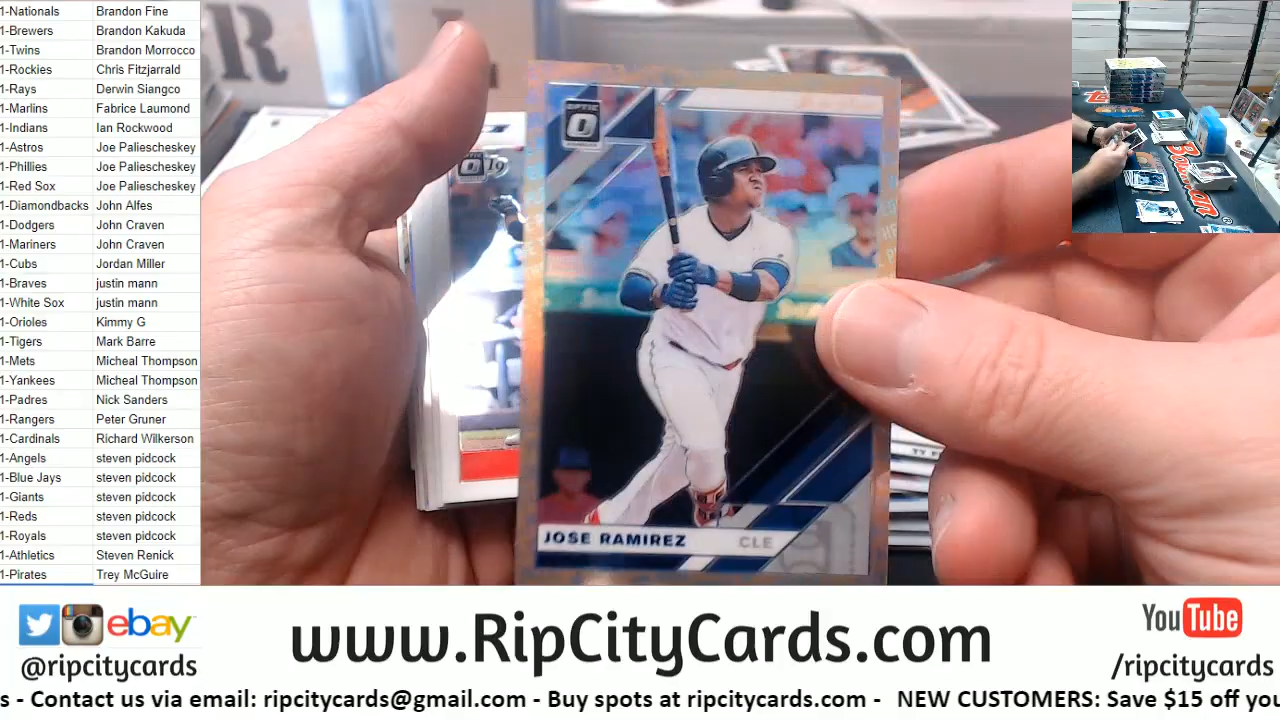 1-Nationals Brandon Fine
1-Brewers Brandon Kakuda
1-Twins Brandon Morrocco
1-Rockies Chris Fitzjarrald
1-Rays Derwin Siangco
1-Marlins Fabrice Laumond
1-Indians Ian Rockwood
1-Astros Joe Paliescheskey
1-Phillies Joe Paliescheskey
1-Red Sox Joe Paliescheskey
1-Diamondbacks John Alfes
1-Dodgers John Craven
1-Mariners John Craven
1-Cubs Jordan Miller
1-Braves justin mann
1-White Sox justin mann
1-Orioles Kimmy G
1-Tigers Mark Barre
1-Mets Micheal Thompson
1-Yankees Micheal Thompson
1-Padres Nick Sanders
1-Rangers Peter Gruner
1-Cardinals Richard Wilkerson
1-Angels steven pidcock
1-Blue Jays steven pidcock
1-Giants steven pidcock
1-Reds steven pidcock
1-Royals steven pidcock
1-Athletics Steven Renick
1-Pirates Trey McGuire
OPTIC
JOSE RAMIREZ CLE
ebay
@ripcitycards
www.RipCityCards.com
YouTube
/ripcitycards
s - Contact us via email: ripcitycards@gmail.com - Buy spots at ripcitycards.com - NEW CUSTOMERS: Save $15 off you